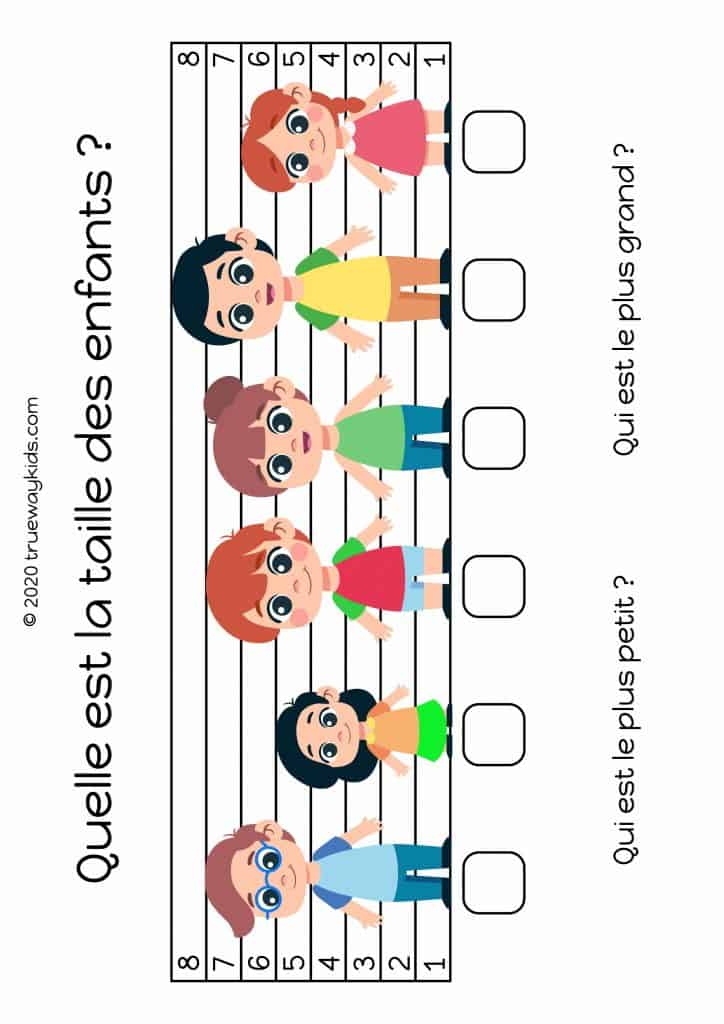 © 2020 truewaykids.com
Quelle est la taille des enfants ?
8 8
7 7
6 6
5 5
4 4
3 3
2 2
1 1
Qui est le plus petit ? Qui est le plus grand ?